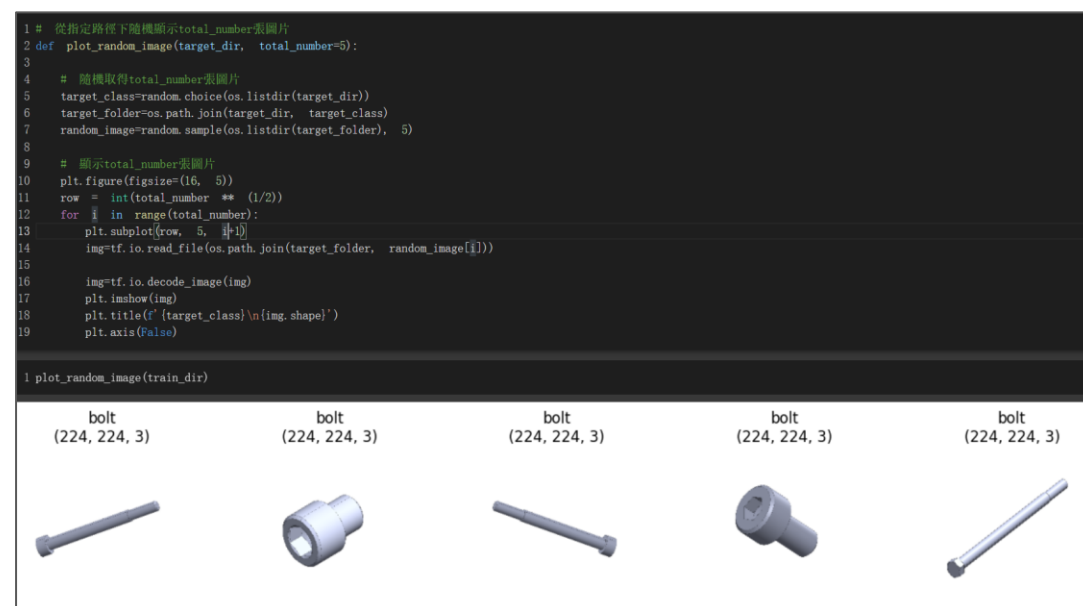 1 # 從指定路徑下隨機顯示total_number張圖片
2 def plot_random_image(target_dir, total_number=5):
3
4     # 隨機取得total_number張圖片
5     target_class=random.choice(os.listdir(target_dir))
6     target_folder=os.path.join(target_dir, target_class)
7     random_image=random.sample(os.listdir(target_folder), 5)
8
9     # 顯示total_number張圖片
10     plt.figure(figsize=(16, 5))
11     row = int(total_number ** (1/2))
12     for i in range(total_number):
13         plt.subplot(row, 5, i+1)
14         img=tf.io.read_file(os.path.join(target_folder, random_image[i]))
15
16         img=tf.io.decode_image(img)
17         plt.imshow(img)
18         plt.title(f'{target_class}\n{img.shape}')
19         plt.axis(False)
1 plot_random_image(train_dir)
bolt bolt bolt bolt bolt
(224, 224, 3) (224, 224, 3) (224, 224, 3) (224, 224, 3) (224, 224, 3)